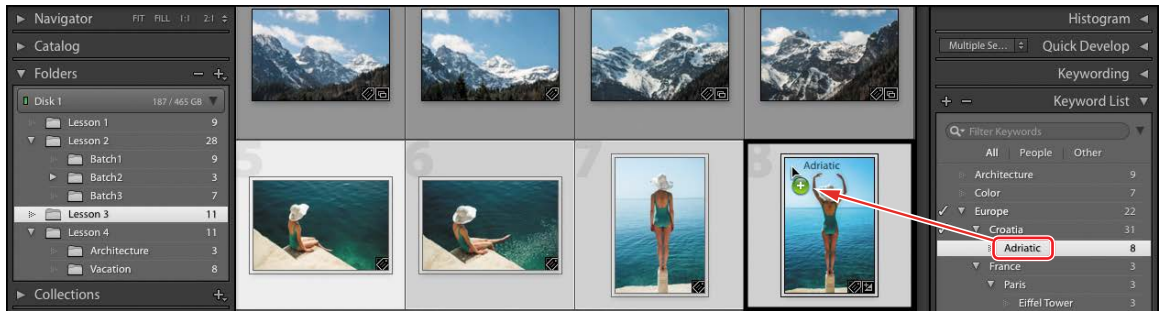 Navigator FIT FILL 1:1 2:1
Catalog
Folders
Disk 1 187 / 465 GB
Lesson 1 9
Lesson 2 28
Batch1 9
Batch2 3
Batch3 7
Lesson 3 11
Lesson 4 11
Architecture 3
Vacation 8
Collections
5 6 7 8
Adriatic
Histogram
Multiple Se... Quick Develop
Keywording
Keyword List
Filter Keywords
All People Other
Architecture 9
Color 7
Europe 22
Croatia 31
Adriatic 8
France 3
Paris 3
Eiffel Tower 3